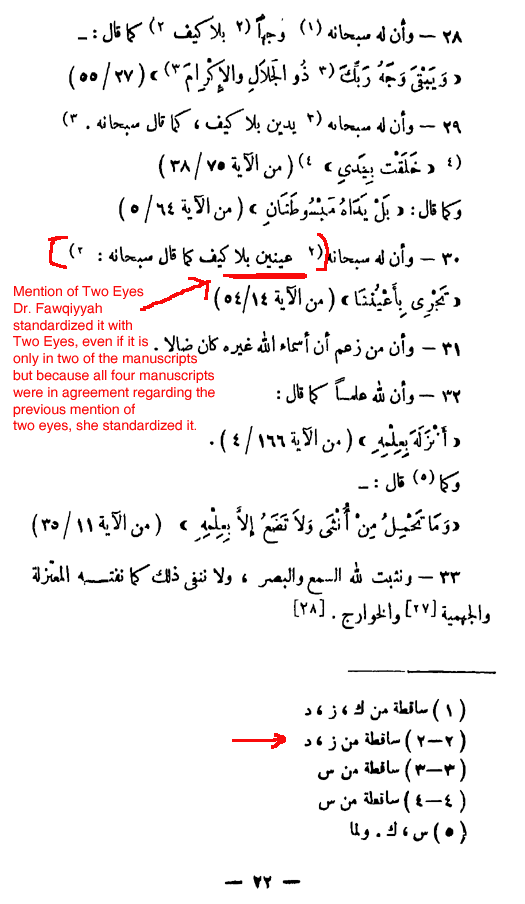 ٢٨ – وأن له سبحانه (١) وَجهاً (٢ بلا كيف ٢) كما قال : ـ
« وَيَبْقَى وَجْهُ رَبِّكَ (٣ ذُو الجَلَالِ والإِكْرَامِ ٣) » (٢٧ / ٥٥)
٢٩ – وأن له سبحانه (٢ يدين بلا كيف ، كما قال سبحانه . ٣)
(٤ « خَلَقْت بِيَدَي » ٤) ( من الآية ٧٥ / ٣٨)
وكما قال : « بَلْ يَدَاهُ مَبْسُوطَتَانِ » ( من الآية ٦٤ / ٥)
٣٠ – وأن له سبحانه (٢ عينين بلا كيف كما قال سبحانه : ٢)
Mention of Two Eyes
Dr. Fawqiyyah
standardized it with
Two Eyes, even if it is
only in two of the manuscripts
but because all four manuscripts
were in agreement regarding the
previous mention of
two eyes, she standardized it.
« تَجْرِى بِأَعْيُنِنَا » ( من الآية ١٤ / ٥٤)
٣١ – وأن من زعم أن أسماء الله غيره كان ضالا .
٣٢ – وأن لله علمـاً كما قال :
« أَنْزَلَهُ بِعِلْمِهِ » ( من الآية ١٦٦ / ٤) .
وكما (٥) قال : ـ
« وَمَا تَحْمِلُ مِنْ أُنْثَى وَلَا تَضَعُ إِلاَّ بِعِلْمِهِ » ( من الآية ١١ / ٣٥)
٣٣ – ونثبت لله السمع والبصر ، ولا ننفى ذلك كما نفتـه المعتزلة
والجهمية [٢٧] والخوارج . [٢٨]
(١) ساقطة من ك ، ز ، د
(٢–٢) ساقطة من ز ، د
(٣–٣) ساقطة من س
(٤–٤) ساقطة من س
(٥) س ، ك . ولما
– ٢٢ –